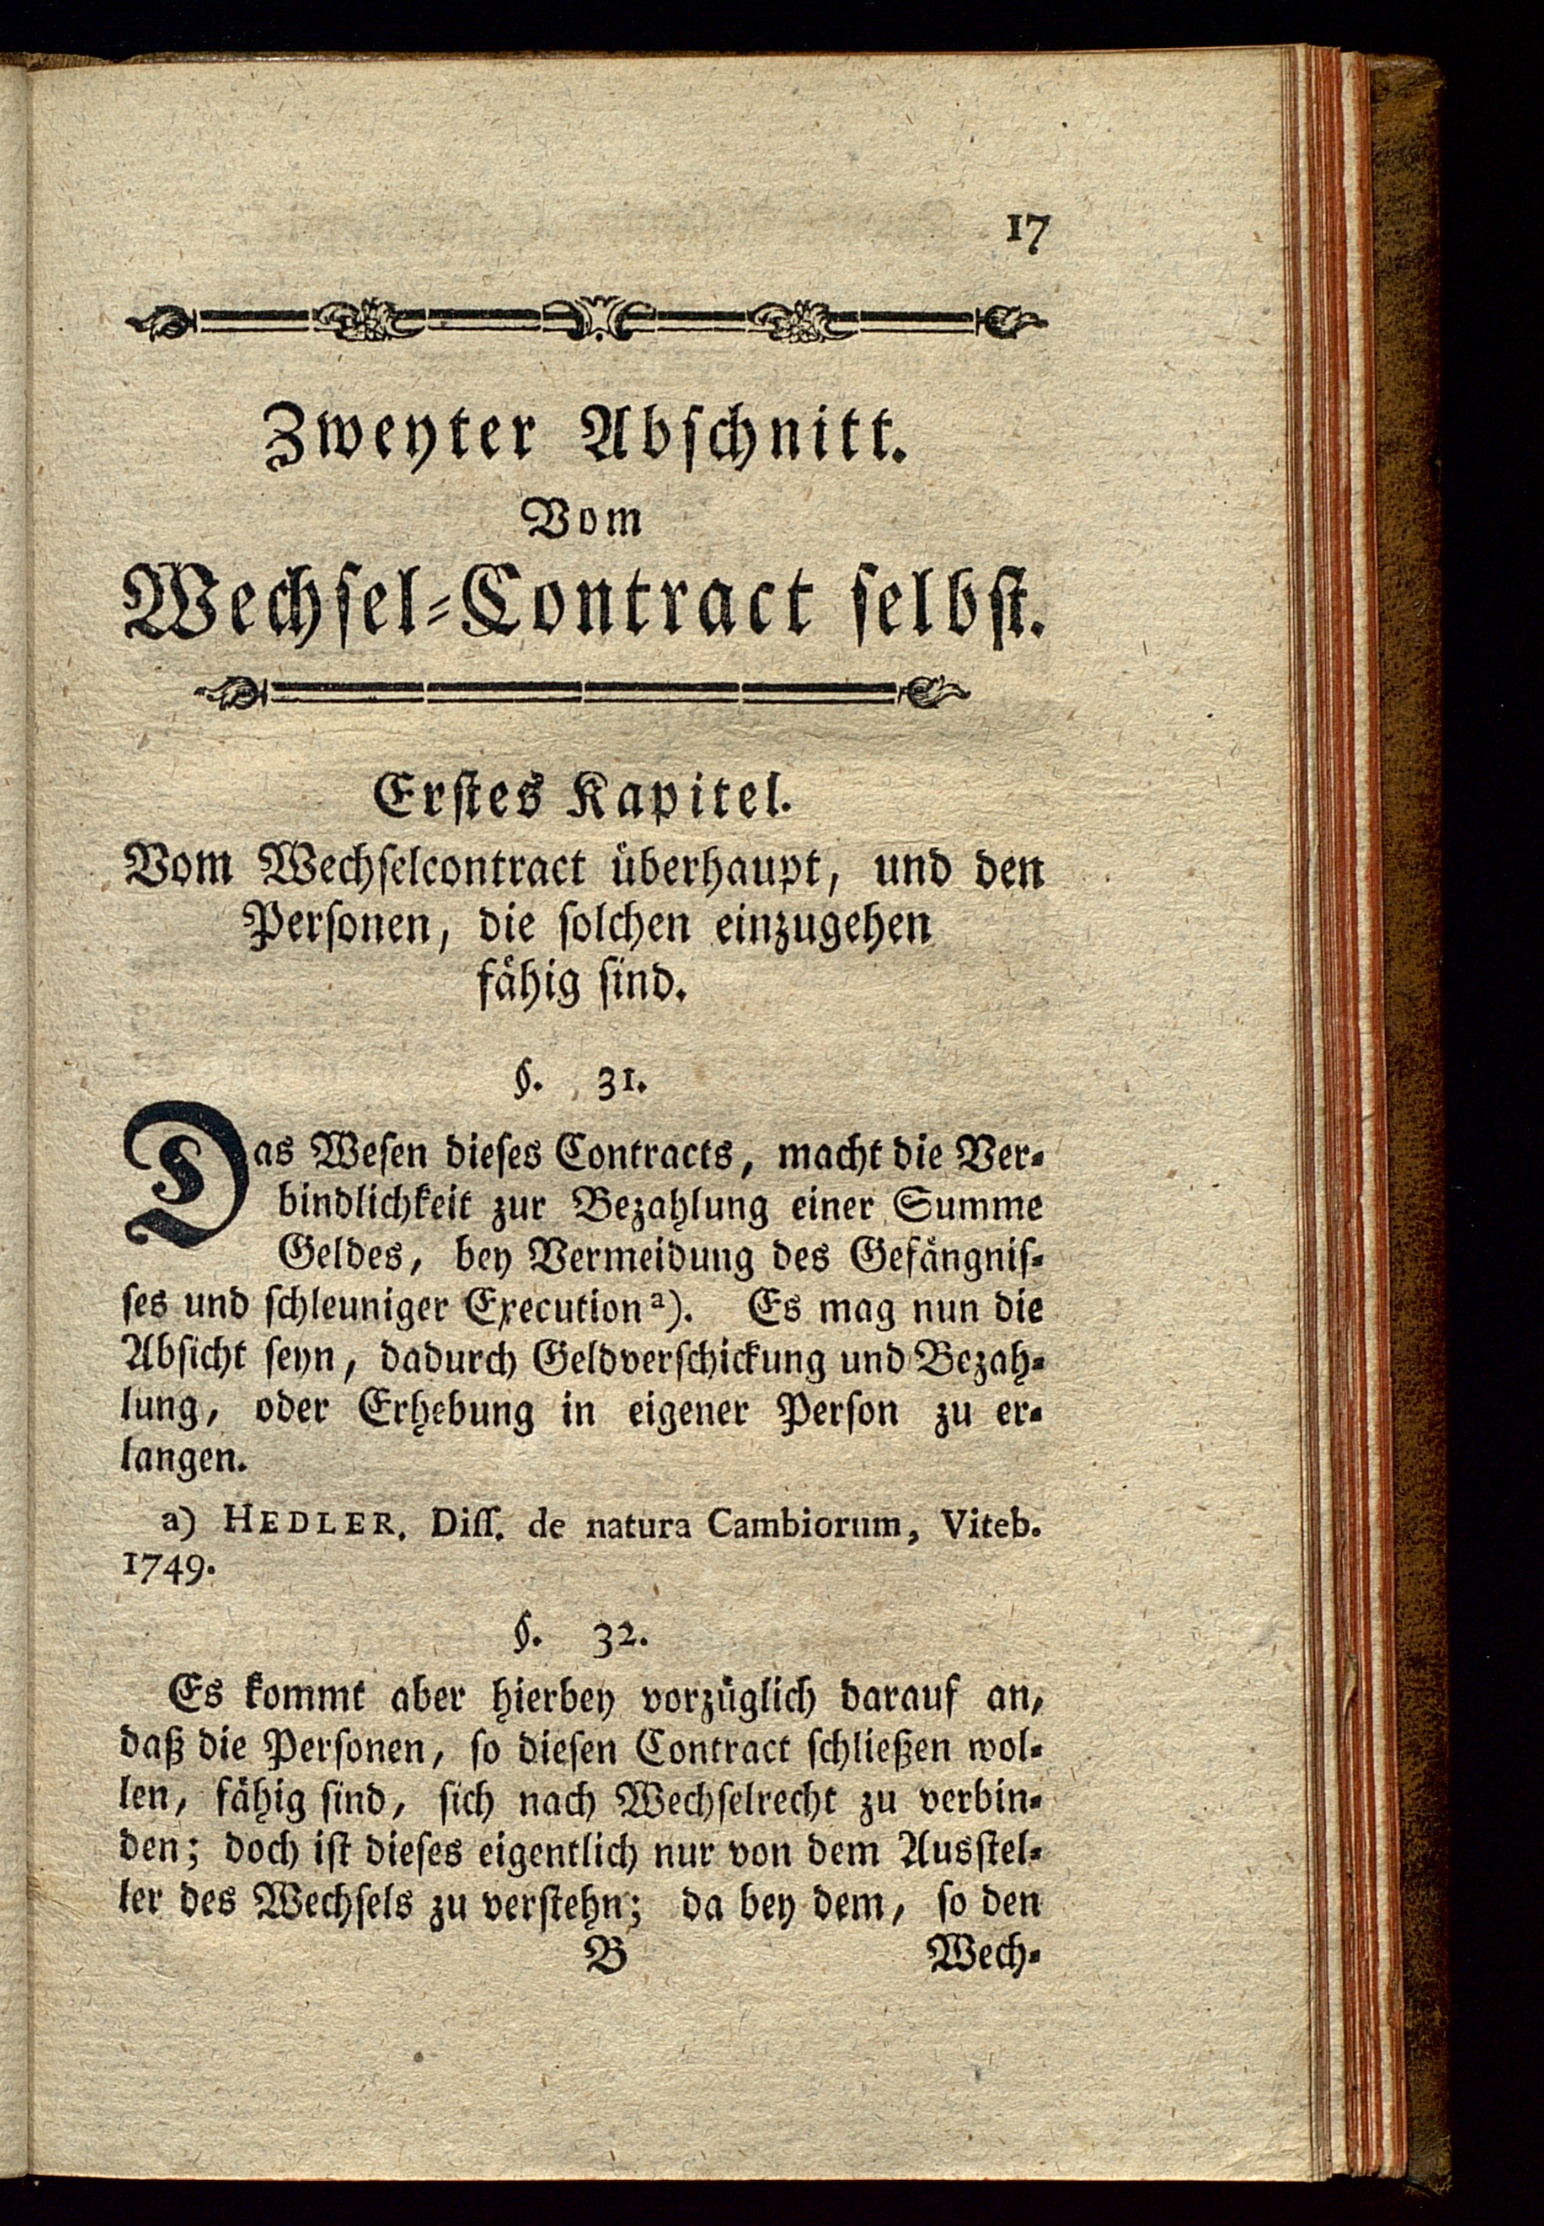 17
Zweyter Abschnitt.
Vom
Wechsel-Contract selbst.
Erstes Kapitel.
Vom Wechselcontract überhaupt, und den
Personen, die solchen einzugehen
fähig sind.
§. 31.
Das Wesen dieses Contracts, macht die Ver-
bindlichkeit zur Bezahlung einer Summe
Geldes, bey Vermeidung des Gefängnis-
ses und schleuniger Execution a). Es mag nun die
Absicht seyn, dadurch Geldverschickung und Bezah-
lung, oder Erhebung in eigener Person zu er-
langen.
a) HEDLER. Diss. de natura Cambiorum, Viteb.
1749.
§. 32.
Es kommt aber hierbey vorzüglich darauf an,
daß die Personen, so diesen Contract schließen wol-
len, fähig sind, sich nach Wechselrecht zu verbin-
den; doch ist dieses eigentlich nur von dem Ausstel-
ler des Wechsels zu verstehn; da bey dem, so den
B Wech-